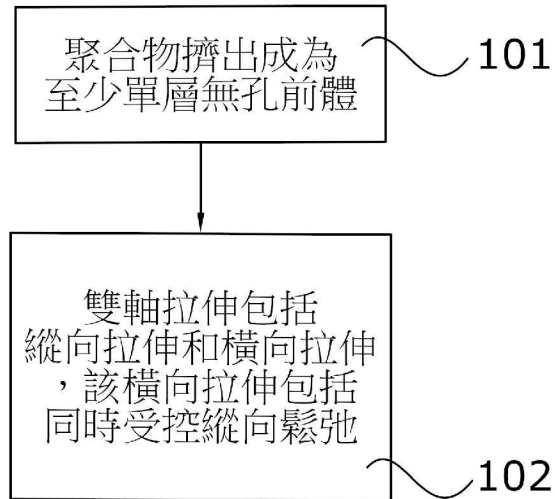 聚合物擠出成為
至少單層無孔前體
101
雙軸拉伸包括
縱向拉伸和橫向拉伸
，該橫向拉伸包括
同時受控縱向鬆弛
102